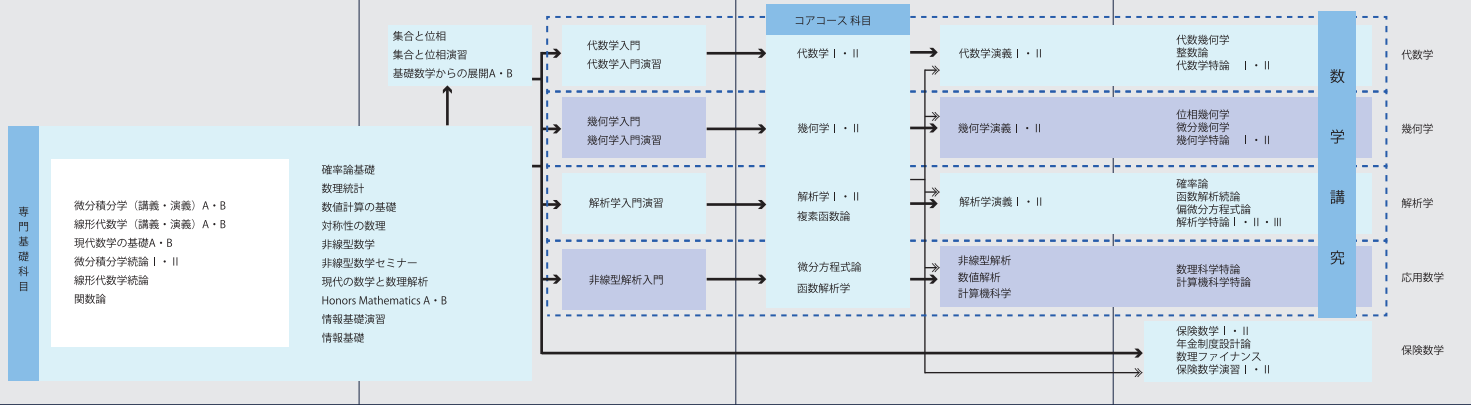 専門基礎科目
微分積分学（講義・演義）A・B
線形代数学（講義・演義）A・B
現代数学の基礎A・B
微分積分学続論Ⅰ・Ⅱ
線形代数学続論
関数論
確率論基礎
数理統計
数値計算の基礎
対称性の数理
非線型数学
非線型数学セミナー
現代の数学と数理解析
Honors Mathematics A・B
情報基礎演習
情報基礎
集合と位相
集合と位相演習
基礎数学からの展開A・B
代数学入門
代数学入門演習
幾何学入門
幾何学入門演習
解析学入門演習
非線型解析入門
コアコース 科目
代数学Ⅰ・Ⅱ
幾何学Ⅰ・Ⅱ
解析学Ⅰ・Ⅱ
複素函数論
微分方程式論
函数解析学
代数学演義Ⅰ・Ⅱ
幾何学演義Ⅰ・Ⅱ
解析学演義Ⅰ・Ⅱ
非線型解析
数値解析
計算機科学
代数幾何学
整数論
代数学特論　Ⅰ・Ⅱ
位相幾何学
微分幾何学
幾何学特論　Ⅰ・Ⅱ
確率論
函数解析続論
偏微分方程式論
解析学特論Ⅰ・Ⅱ・Ⅲ
数理科学特論
計算機科学特論
保険数学Ⅰ・Ⅱ
年金制度設計論
数理ファイナンス
保険数学演習Ⅰ・Ⅱ
数学講究
代数学
幾何学
解析学
応用数学
保険数学